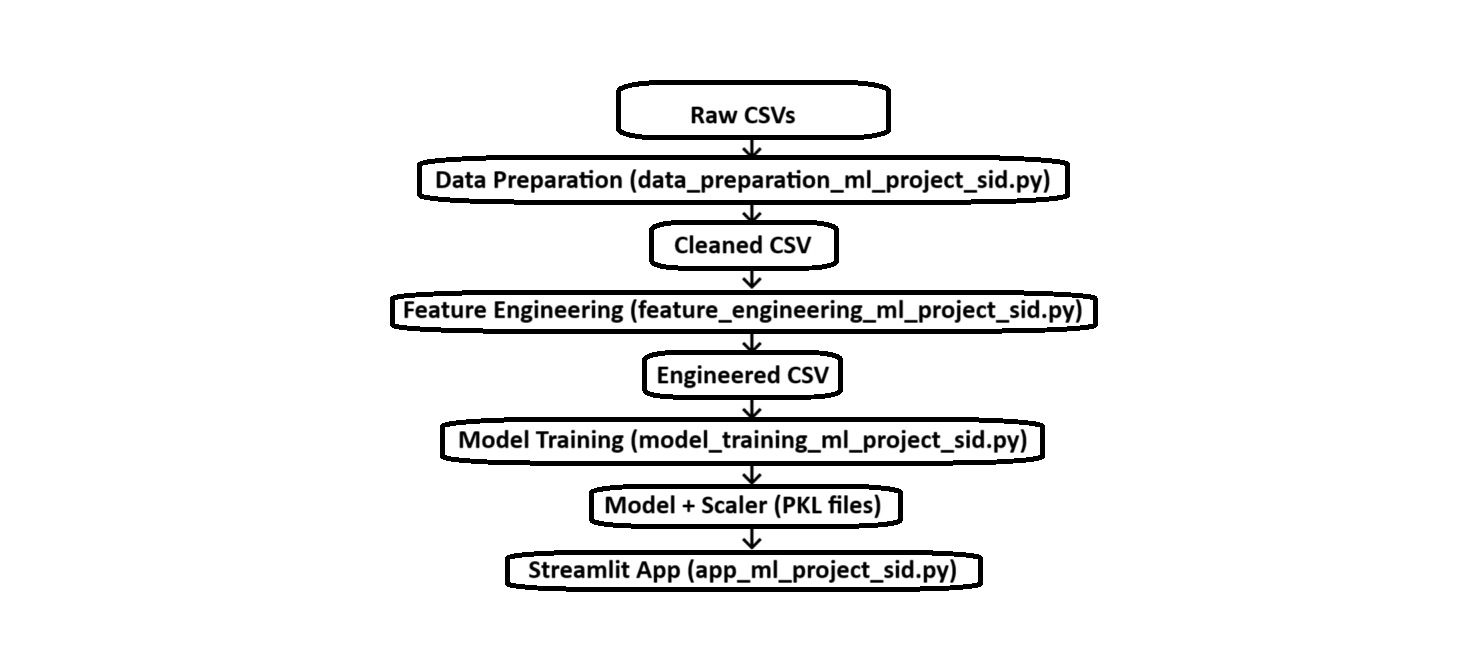 Raw CSVs
Data Preparation (data_preparation_ml_project_sid.py)
Cleaned CSV
Feature Engineering (feature_engineering_ml_project_sid.py)
Engineered CSV
Model Training (model_training_ml_project_sid.py)
Model + Scaler (PKL files)
Streamlit App (app_ml_project_sid.py)